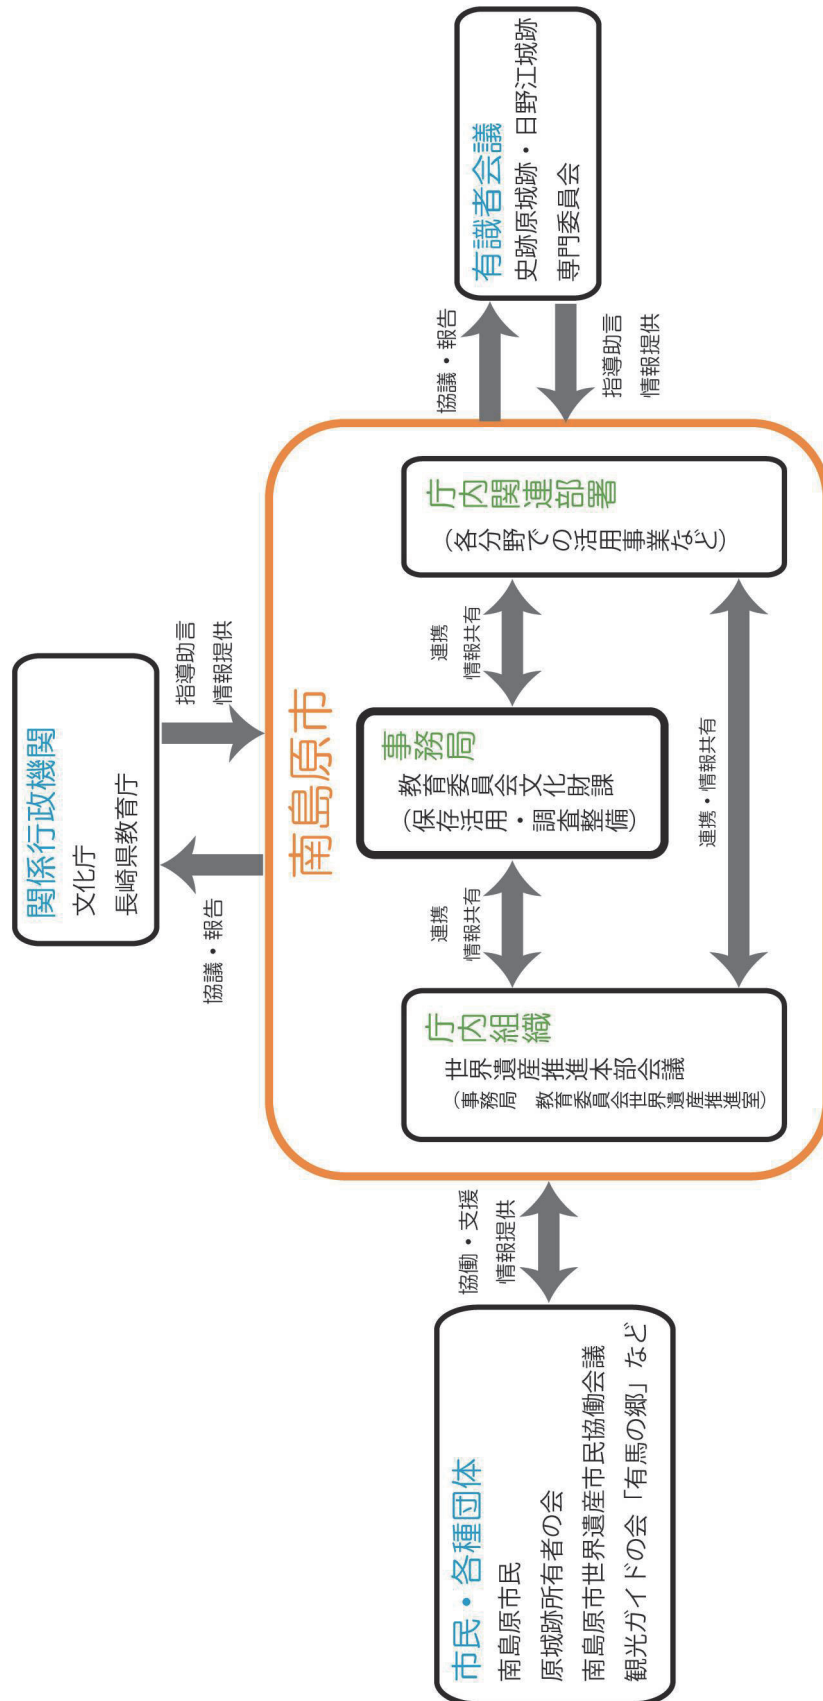 関係行政機関
文化庁
長崎県教育庁
協議・報告
指導助言
情報提供
南島原市
市民・各種団体
南島原市民
原城跡所有者の会
南島原市世界遺産市民協働会議
観光ガイドの会「有馬の郷」など
協働・支援
情報提供
庁内組織
世界遺産推進本部会議
（事務局　教育委員会世界遺産推進室）
連携
情報共有
事務局
教育委員会文化財課
（保存活用・調査整備）
連携
情報共有
庁内関連部署
（各分野での活用事業など）
連携・情報共有
協議・報告
指導助言
情報提供
有識者会議
史跡原城跡・日野江城跡
専門委員会